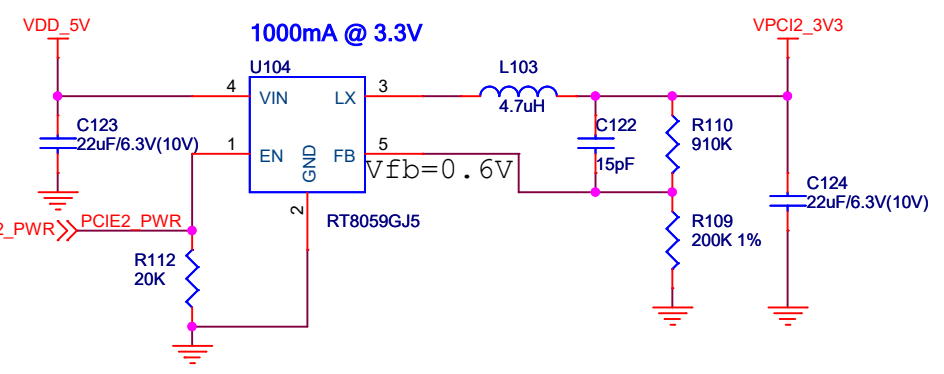 VDD_5V
1000mA @ 3.3V
VPCI2_3V3
U104
L103
4
VIN
LX
3
4.7uH
C123
22uF/6.3V(10V)
C122
15pF
R110
910K
1
EN
GND
FB
5
Vfb=0.6V
C124
22uF/6.3V(10V)
2
RT8059GJ5
R109
200K 1%
2_PWR
PCIE2_PWR
R112
20K